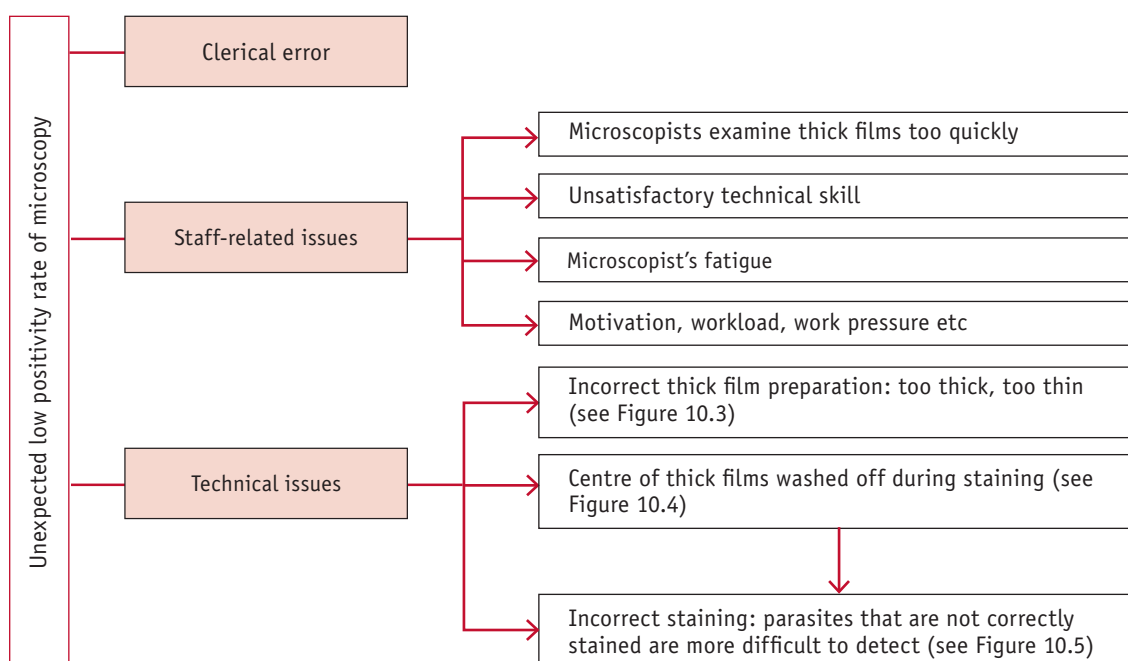 Unexpected low positivity rate of microscopy
Clerical error
Staff-related issues
Microscopists examine thick films too quickly
Unsatisfactory technical skill
Microscopist's fatigue
Motivation, workload, work pressure etc
Technical issues
Incorrect thick film preparation: too thick, too thin
(see Figure 10.3)
Centre of thick films washed off during staining (see
Figure 10.4)
Incorrect staining: parasites that are not correctly
stained are more difficult to detect (see Figure 10.5)